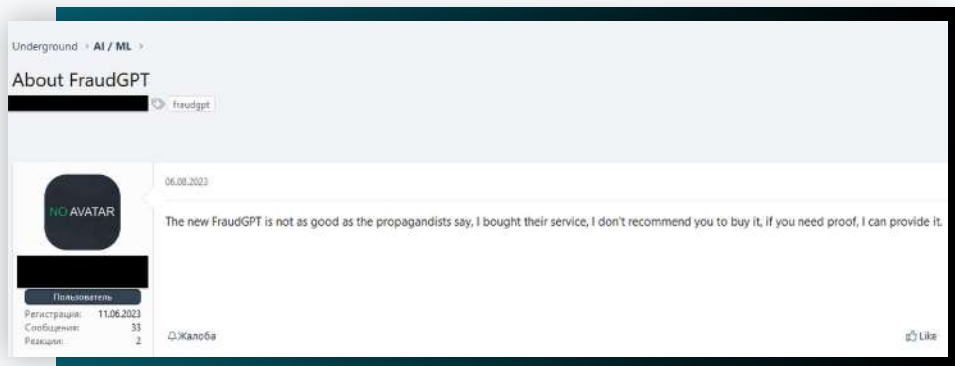 Underground > AI / ML >
About FraudGPT
fraudgpt
06.08.2023
NO AVATAR
The new FraudGPT is not as good as the propagandists say, I bought their service, I don't recommend you to buy it, if you need proof, I can provide it.
Пользователь
Регистрация: 11.06.2023
Сообщения: 33
Реакции: 2
Жалоба
Like